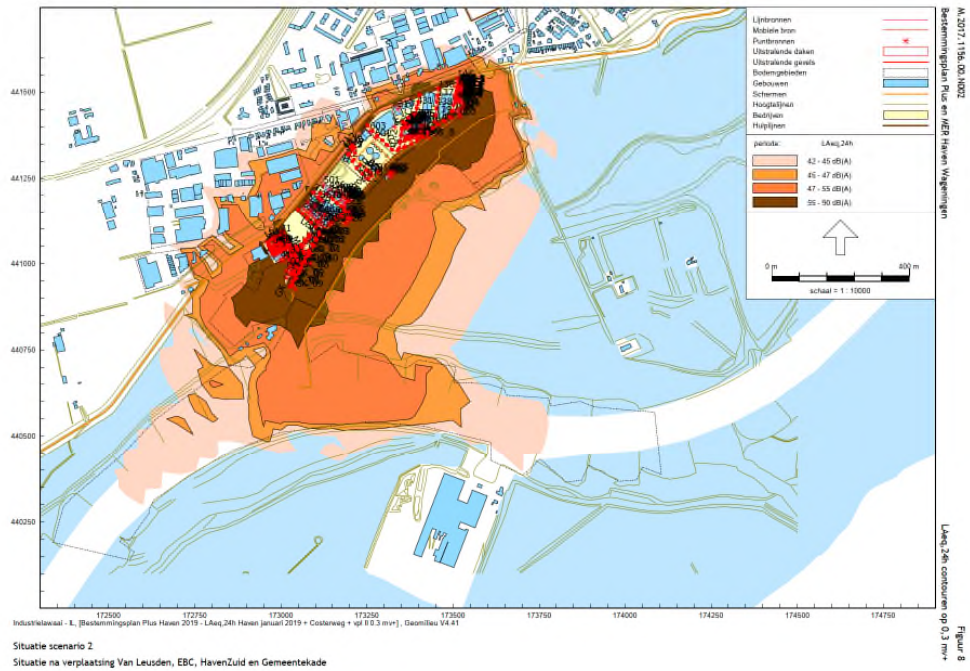 M.2017.1156.00.N002
Bestemmingsplan Plus en MER Haven Wageningen
Lijnbronnen
Mobiele bron
Puntbronnen
Uitstralende daken
Uitstralende gevels
Bodemgebieden
Gebouwen
Schermen
Hoogtelijnen
Bedrijven
Hulplijnen
periode: LAeq,24h
42 - 45 dB(A)
45 - 47 dB(A)
47 - 55 dB(A)
55 - 90 dB(A)
0 m 400 m
schaal = 1 : 10000
441500
441250
441000
440750
440500
440250
172500 172750 173000 173250 173500 173750 174000 174250 174500 174750
Industrielawaai - IL, [Bestemmingsplan Plus Haven 2019 - LAeq,24h Haven januari 2019 + Costerweg + vpl II 0.3 mv+] , Geomilieu V4.41
Situatie scenario 2
Situatie na verplaatsing Van Leusden, EBC, HavenZuid en Gemeentekade
Figuur 8
LAeq,24h contouren op 0,3 mv+